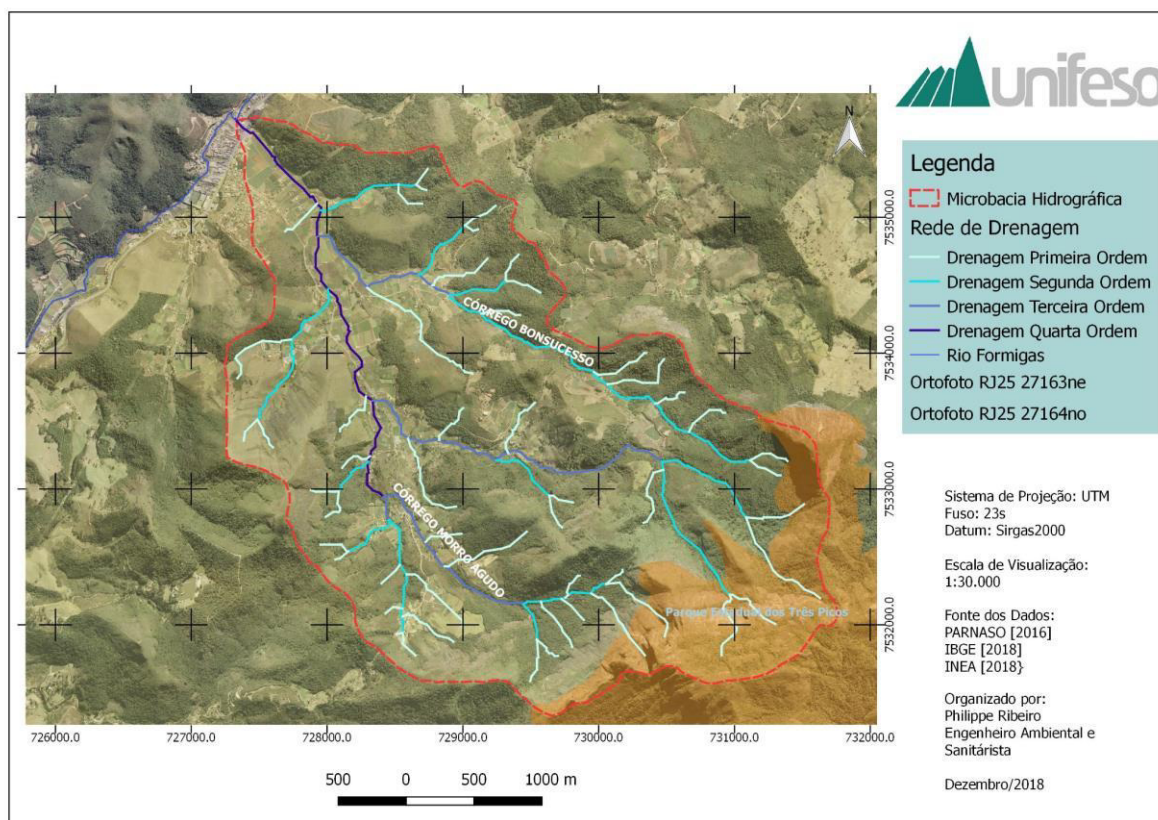 unifeso
N
Legenda
Microbacia Hidrográfica
Rede de Drenagem
Drenagem Primeira Ordem
Drenagem Segunda Ordem
Drenagem Terceira Ordem
Drenagem Quarta Ordem
Rio Formigas
Ortofoto RJ25 27163ne
Ortofoto RJ25 27164no
CÓRREGO BONSUCESSO
CÓRREGO MORRO AGUDO
Parque Estadual dos Três Picos
7535000.0
7534000.0
7533000.0
7532000.0
726000.0 727000.0 728000.0 729000.0 730000.0 731000.0 732000.0
500 0 500 1000 m
Sistema de Projeção: UTM
Fuso: 23s
Datum: Sirgas2000
Escala de Visualização:
1:30.000
Fonte dos Dados:
PARNASO [2016]
IBGE [2018]
INEA [2018}
Organizado por:
Philippe Ribeiro
Engenheiro Ambiental e
Sanitárista
Dezembro/2018